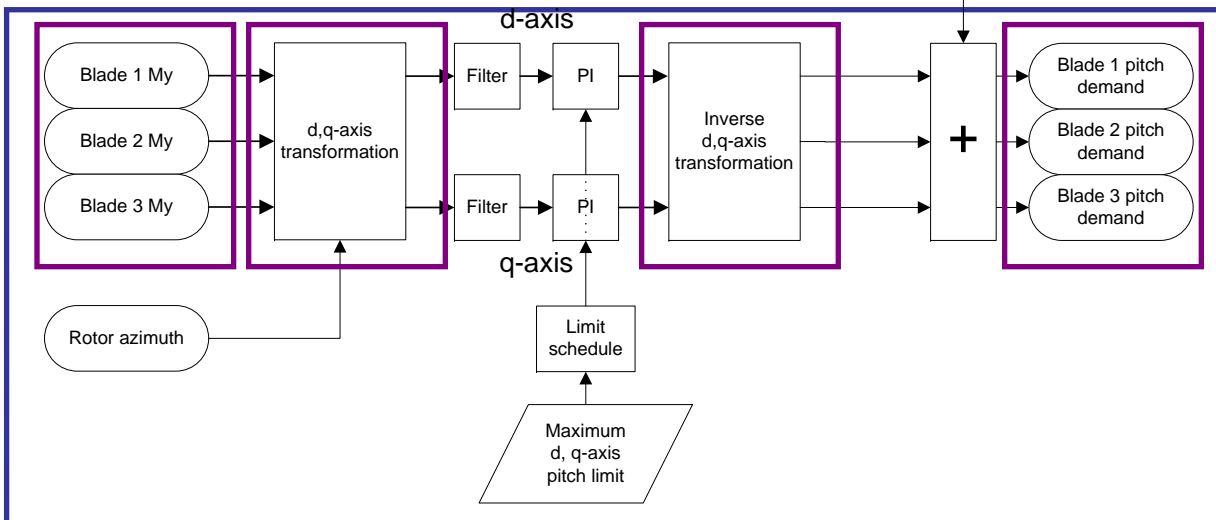 d-axis
Blade 1 My
Blade 2 My
Blade 3 My
d,q-axis
transformation
Filter
PI
Filter
PI
q-axis
Inverse
d,q-axis
transformation
+
Blade 1 pitch
demand
Blade 2 pitch
demand
Blade 3 pitch
demand
Rotor azimuth
Limit
schedule
Maximum
d, q-axis
pitch limit